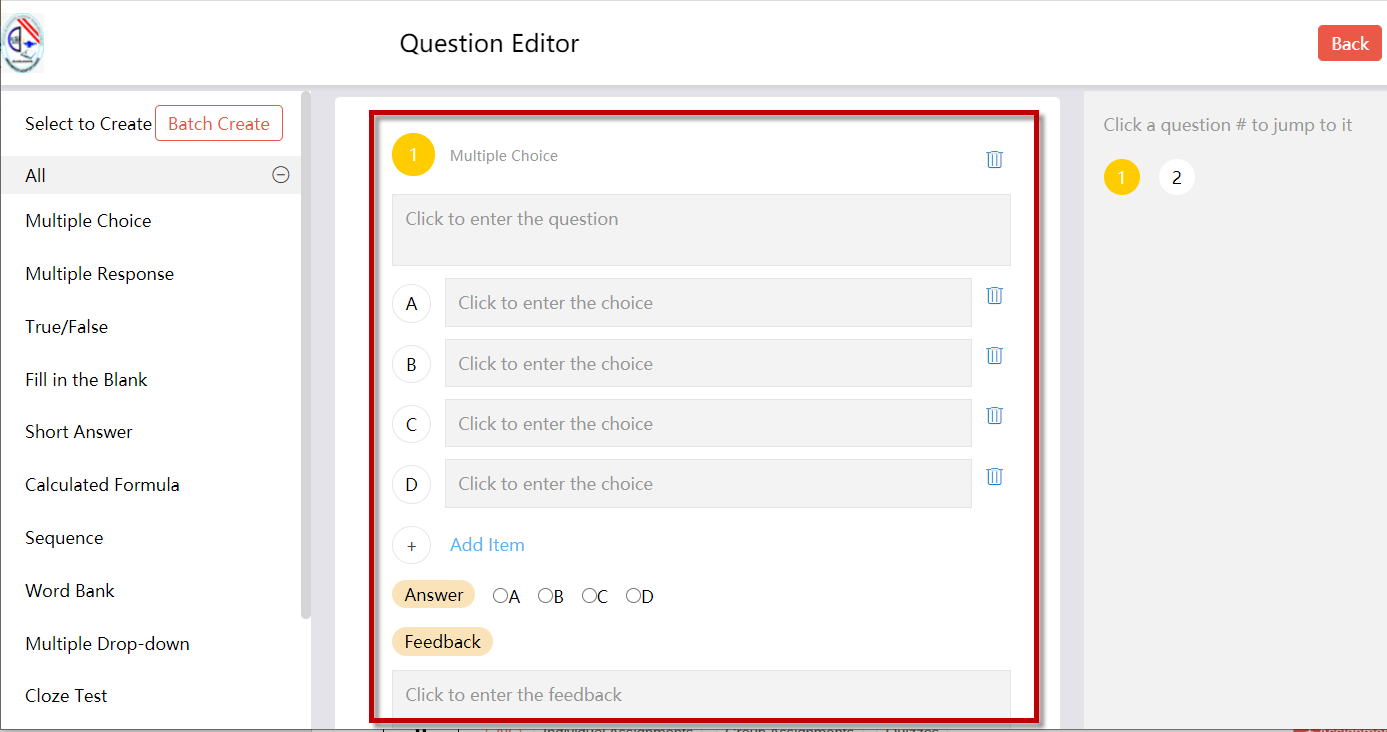 Question Editor
Back
Select to Create Batch Create
All
Multiple Choice
Multiple Response
True/False
Fill in the Blank
Short Answer
Calculated Formula
Sequence
Word Bank
Multiple Drop-down
Cloze Test
1 Multiple Choice
Click to enter the question
A Click to enter the choice
B Click to enter the choice
C Click to enter the choice
D Click to enter the choice
+ Add Item
Answer A B C D
Feedback
Click to enter the feedback
Click a question # to jump to it
1 2